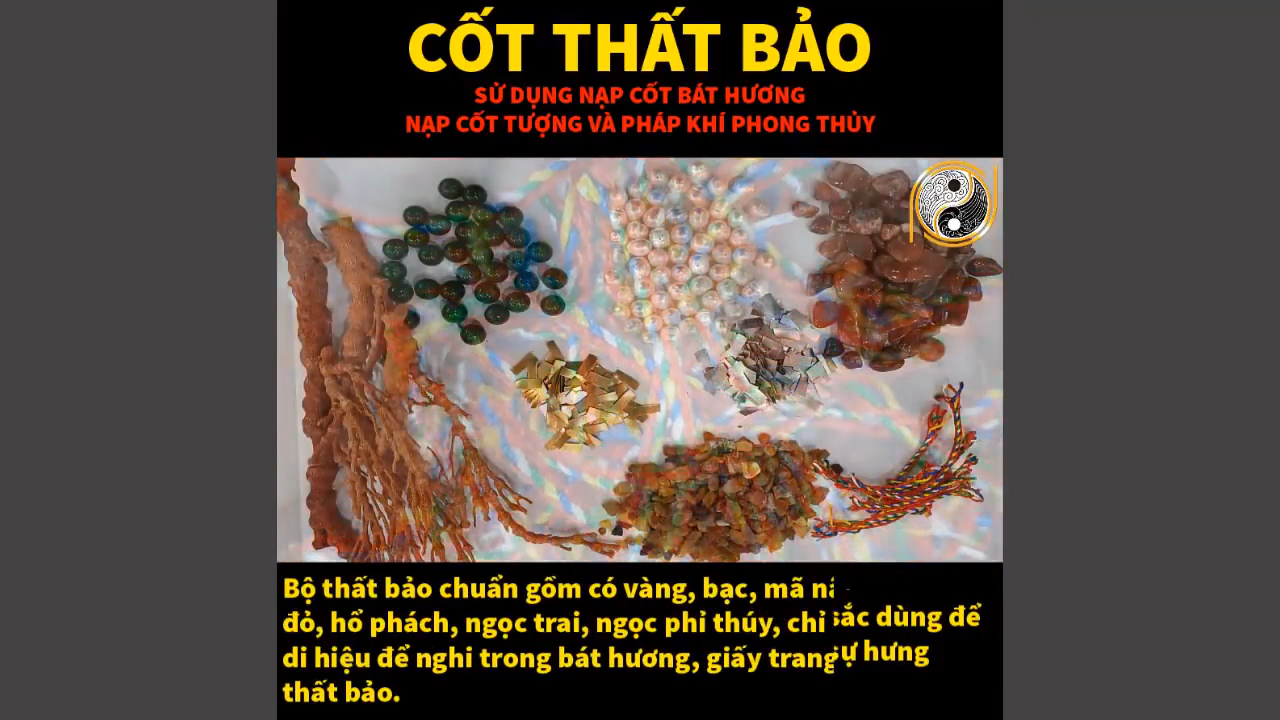 CỐT THẤT BẢO
SỬ DỤNG NẠP CỐT BÁT HƯƠNG
NẠP CỐT TƯỢNG VÀ PHÁP KHÍ PHONG THỦY
Bộ thất bảo chuẩn gồm có vàng, bạc, mã
đỏ, hổ phách, ngọc trai, ngọc phỉ thúy, chỉ sắc dùng để
di hiệu để nghi trong bát hương, giấy trang hưng
thất bảo.